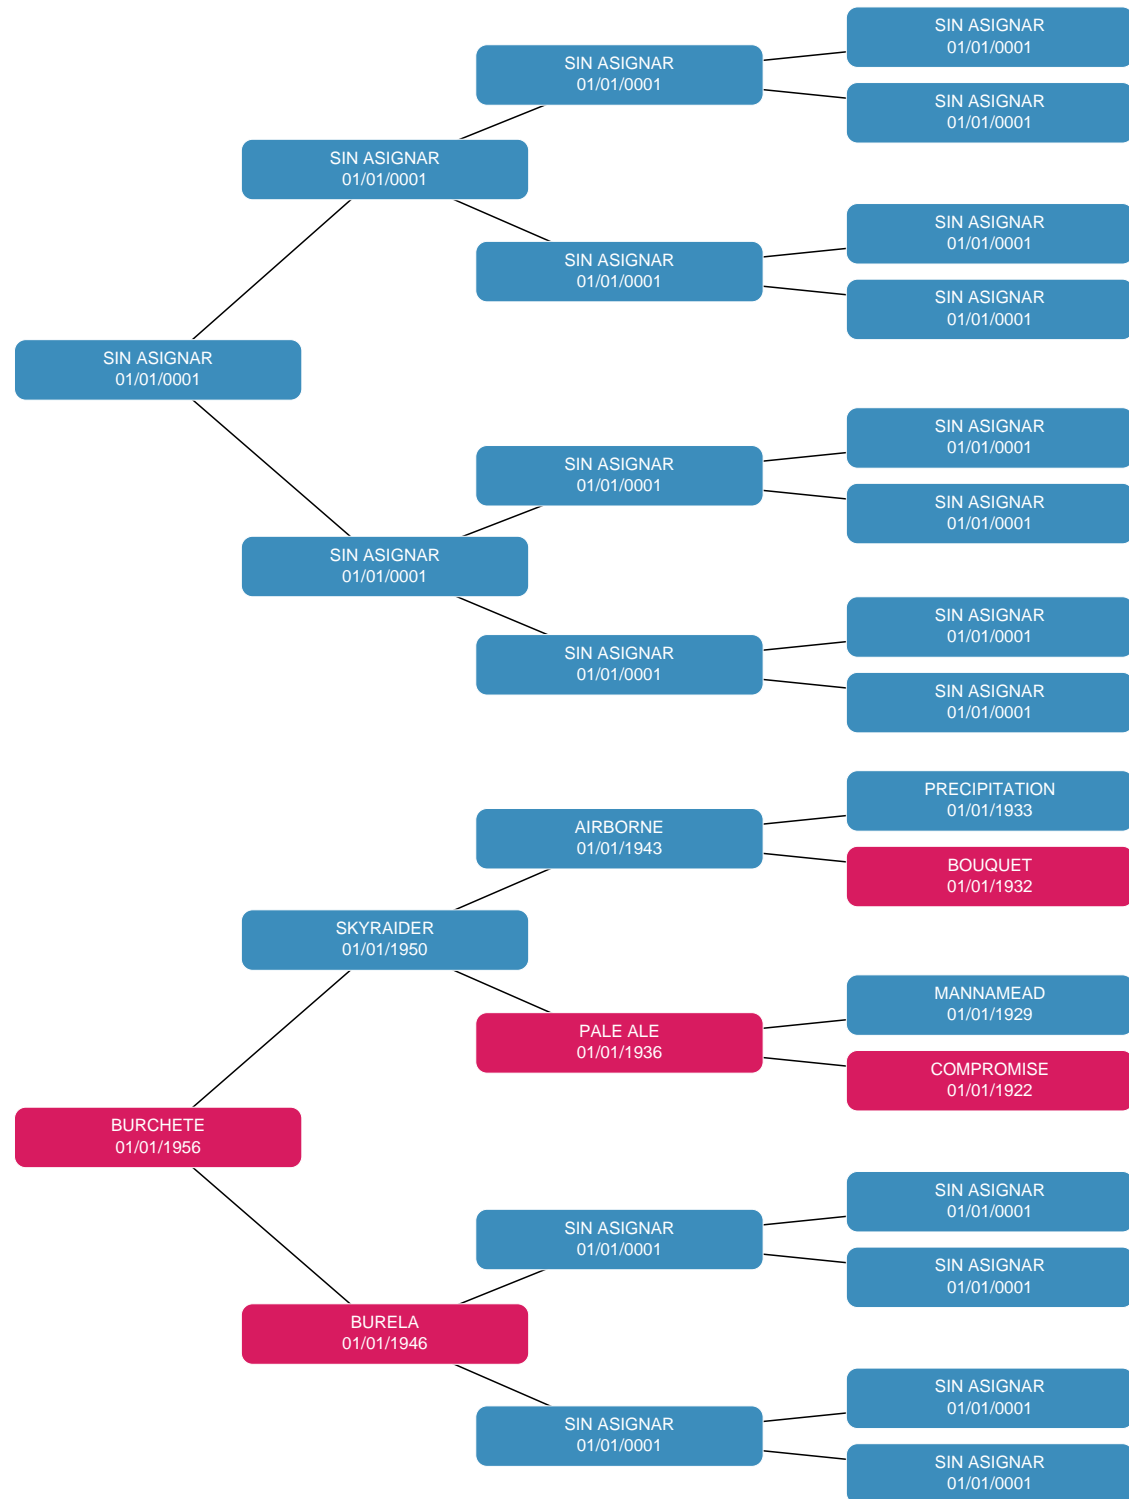 SIN ASIGNAR
01/01/0001
SIN ASIGNAR
01/01/0001
SIN ASIGNAR
01/01/0001
SIN ASIGNAR
01/01/0001
SIN ASIGNAR
01/01/0001
SIN ASIGNAR
01/01/0001
SIN ASIGNAR
01/01/0001
SIN ASIGNAR
01/01/0001
SIN ASIGNAR
01/01/0001
SIN ASIGNAR
01/01/0001
SIN ASIGNAR
01/01/0001
SIN ASIGNAR
01/01/0001
SIN ASIGNAR
01/01/0001
SIN ASIGNAR
01/01/0001
SIN ASIGNAR
01/01/0001
PRECIPITATION
01/01/1933
AIRBORNE
01/01/1943
BOUQUET
01/01/1932
SKYRAIDER
01/01/1950
MANNAMEAD
01/01/1929
PALE ALE
01/01/1936
COMPROMISE
01/01/1922
BURCHETE
01/01/1956
SIN ASIGNAR
01/01/0001
SIN ASIGNAR
01/01/0001
SIN ASIGNAR
01/01/0001
BURELA
01/01/1946
SIN ASIGNAR
01/01/0001
SIN ASIGNAR
01/01/0001
SIN ASIGNAR
01/01/0001